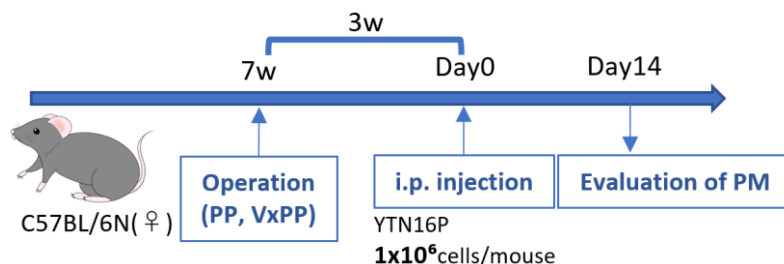 3w
7w
Day0
Day14
Operation
(PP, VxPP)
i.p. injection
Evaluation of PM
C57BL/6N(♀)
YTN16P
1x10⁶cells/mouse